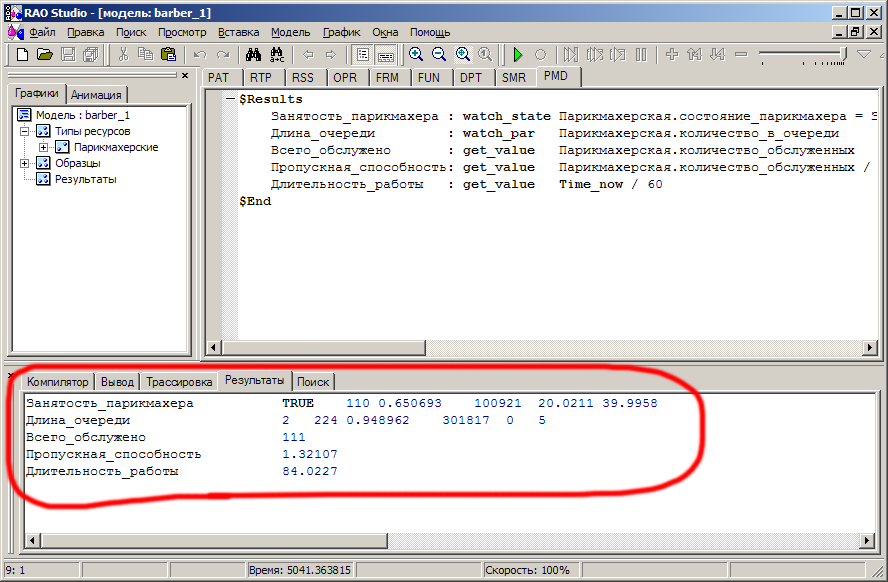 RAO Studio - [модель: barber_1]
Файл Правка Поиск Просмотр Вставка Модель График Окна Помощь
PAT RTP RSS OPR FRM FUN DPT SMR PMD
Графики Анимация
Модель : barber_1
Типы ресурсов
Парикмахерские
Образцы
Результаты
$Results
Занятость_парикмахера : watch_state Парикмахерская.состояние_парикмахера =
Длина_очереди : watch_par Парикмахерская.количество_в_очереди
Всего_обслужено : get_value Парикмахерская.количество_обслуженных
Пропускная_способность: get_value Парикмахерская.количество_обслуженных /
Длительность_работы : get_value Time_now / 60
$End
Компилятор Вывод Трассировка Результаты Поиск
Занятость_парикмахера TRUE 110 0.650693 100921 20.0211 39.9958
Длина_очереди 2 224 0.948962 301817 0 5
Всего_обслужено 111
Пропускная_способность 1.32107
Длительность_работы 84.0227
9: 1 Время: 5041.363815 Скорость: 100%